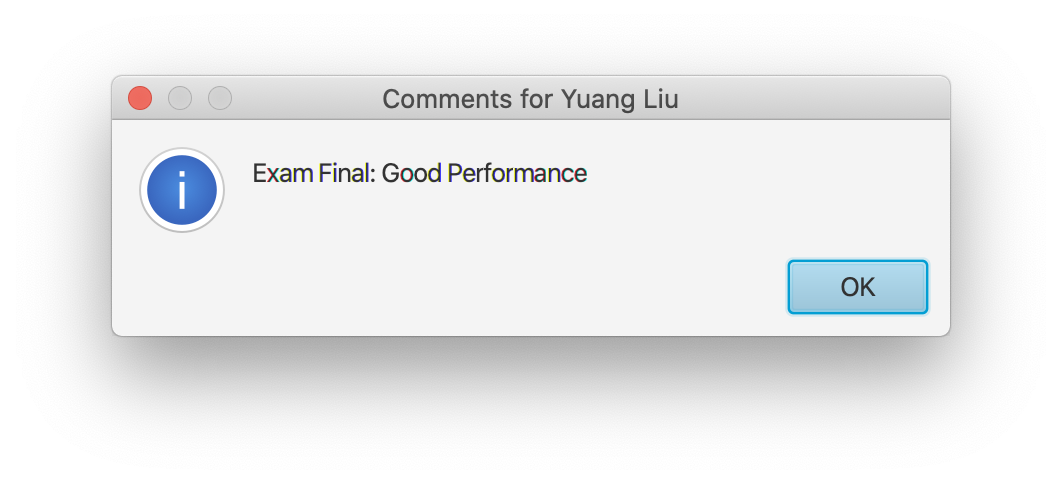 Comments for Yuang Liu
Exam Final: Good Performance
OK